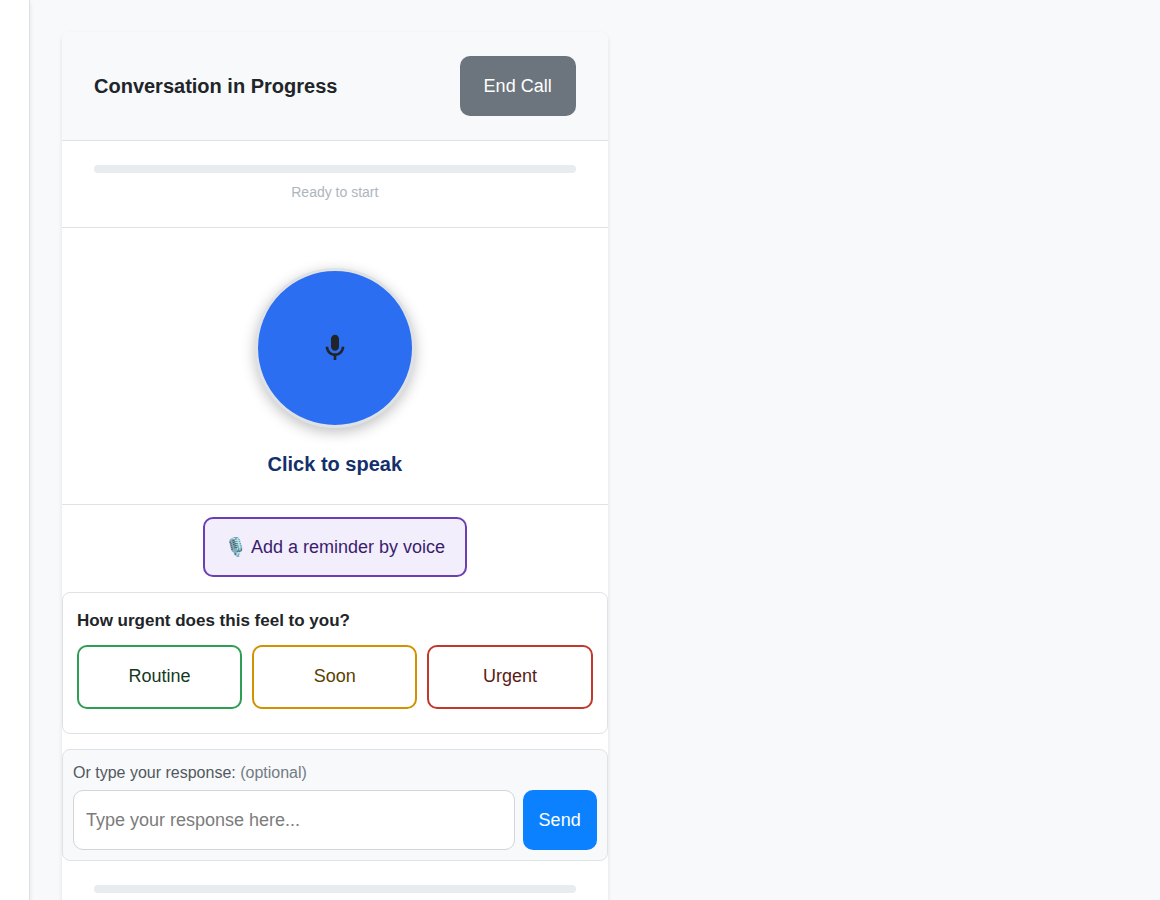 Conversation in Progress
End Call
Ready to start
Click to speak
🎙️ Add a reminder by voice
How urgent does this feel to you?
Routine
Soon
Urgent
Or type your response: (optional)
Type your response here...
Send